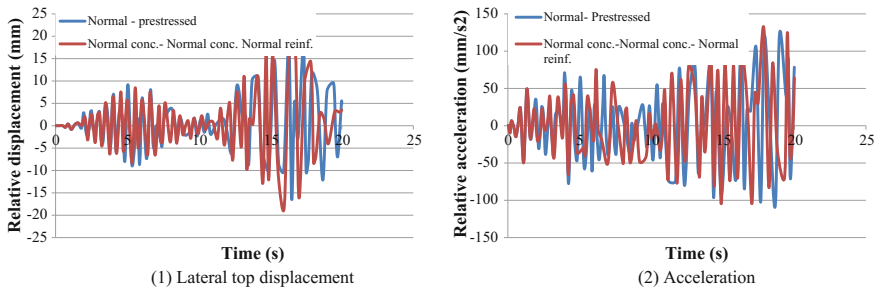 Relative displacement (mm)
25
20
15
10
5
0
-5
-10
-15
-20
-25
Normal - prestressed
Normal conc.- Normal conc. Normal reinf.
0
5
10
15
20
25
Time (s)
(1) Lateral top displacement
Relative acceleration (mm/s2)
150
100
50
0
-50
-100
-150
Normal- Prestressed
Normal conc.-Normal conc.- Normal
reinf.
0
5
10
15
20
25
Time (s)
(2) Acceleration